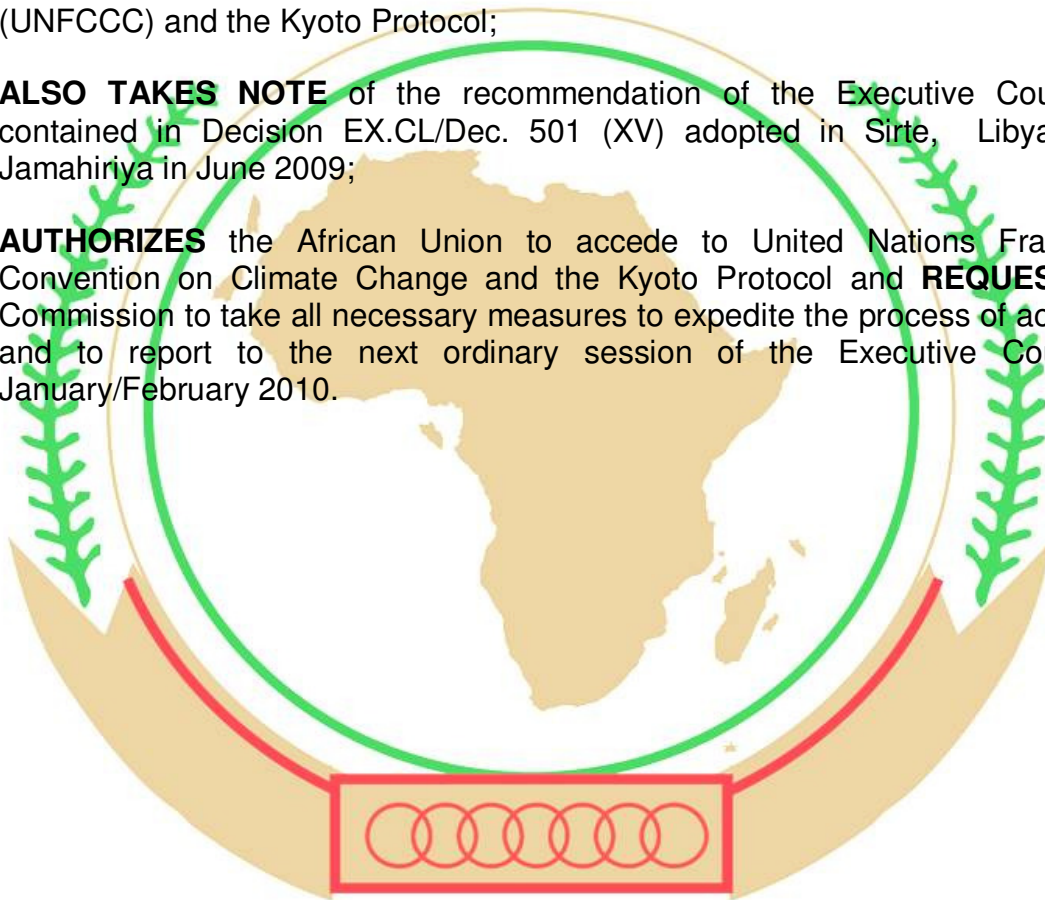 (UNFCCC) and the Kyoto Protocol;
ALSO TAKES NOTE of the recommendation of the Executive Cou
contained in Decision EX.CL/Dec. 501 (XV) adopted in Sirte, Libya
Jamahiriya in June 2009;
AUTHORIZES the African Union to accede to United Nations Fra
Convention on Climate Change and the Kyoto Protocol and REQUES
Commission to take all necessary measures to expedite the process of ac
and to report to the next ordinary session of the Executive Co
January/February 2010.